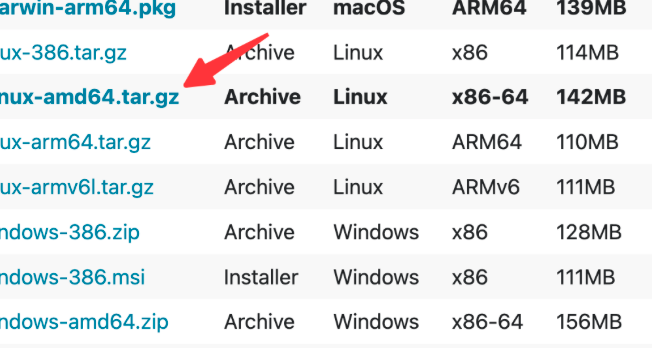 arwin-arm64.pkg Installer macOS ARM64 139MB
ux-386.tar.gz Archive Linux x86 114MB
nux-amd64.tar.gz Archive Linux x86-64 142MB
ux-arm64.tar.gz Archive Linux ARM64 110MB
ux-armv6l.tar.gz Archive Linux ARMv6 111MB
ndows-386.zip Archive Windows x86 128MB
ndows-386.msi Installer Windows x86 111MB
ndows-amd64.zip Archive Windows x86-64 156MB